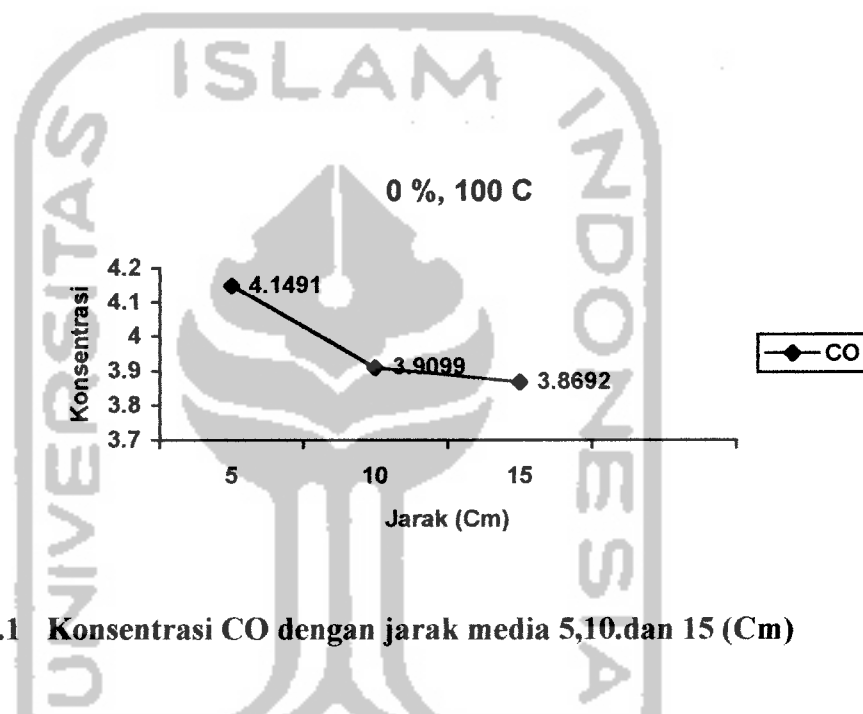 ISLAM
UNIVERSITAS
INDONESIA
0 %, 100 C
Konsentrasi
4.2
4.1
4
3.9
3.8
3.7
4.1491
3.9099
3.8692
CO
5 10 15
Jarak (Cm)
.1 Konsentrasi CO dengan jarak media 5,10.dan 15 (Cm)